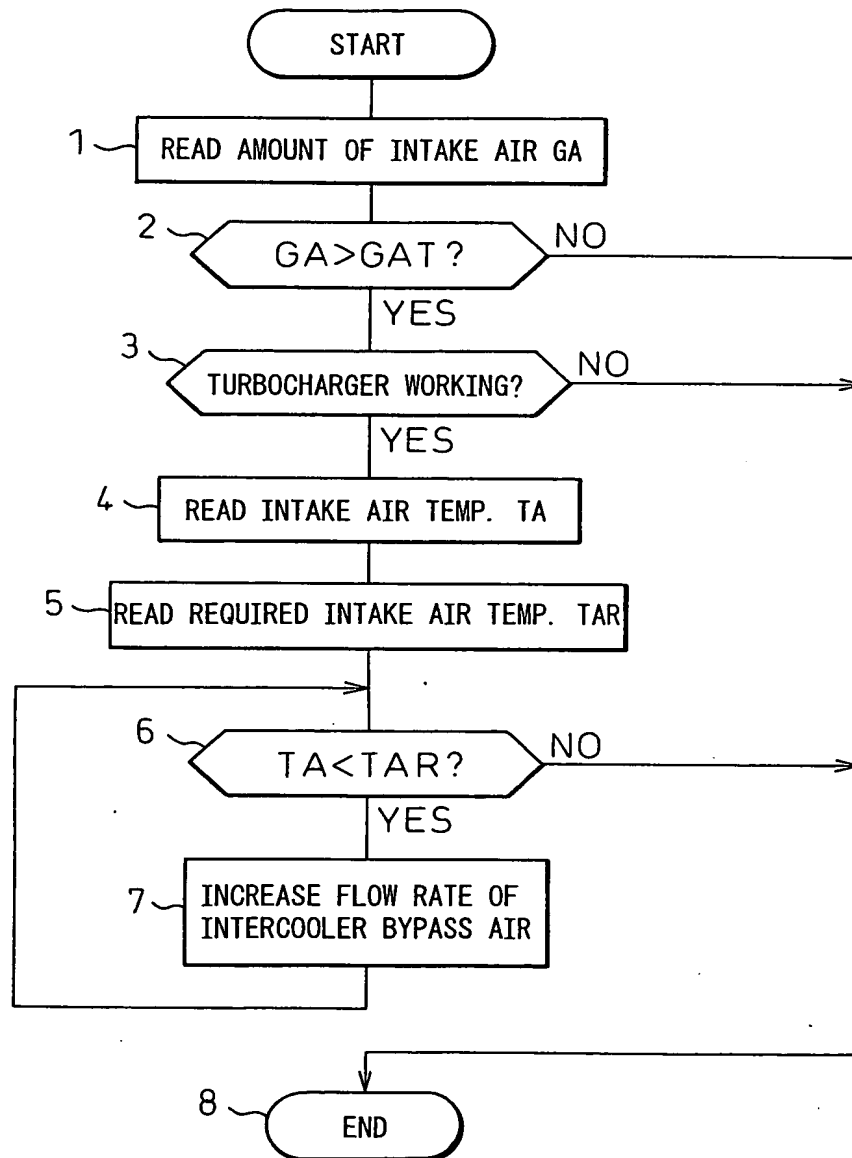 START
1
READ AMOUNT OF INTAKE AIR GA
2
GA>GAT?
NO
YES
3
TURBOCHARGER WORKING?
NO
YES
4
READ INTAKE AIR TEMP. TA
5
READ REQUIRED INTAKE AIR TEMP. TAR
6
TA<TAR?
NO
YES
7
INCREASE FLOW RATE OF
INTERCOOLER BYPASS AIR
8
END